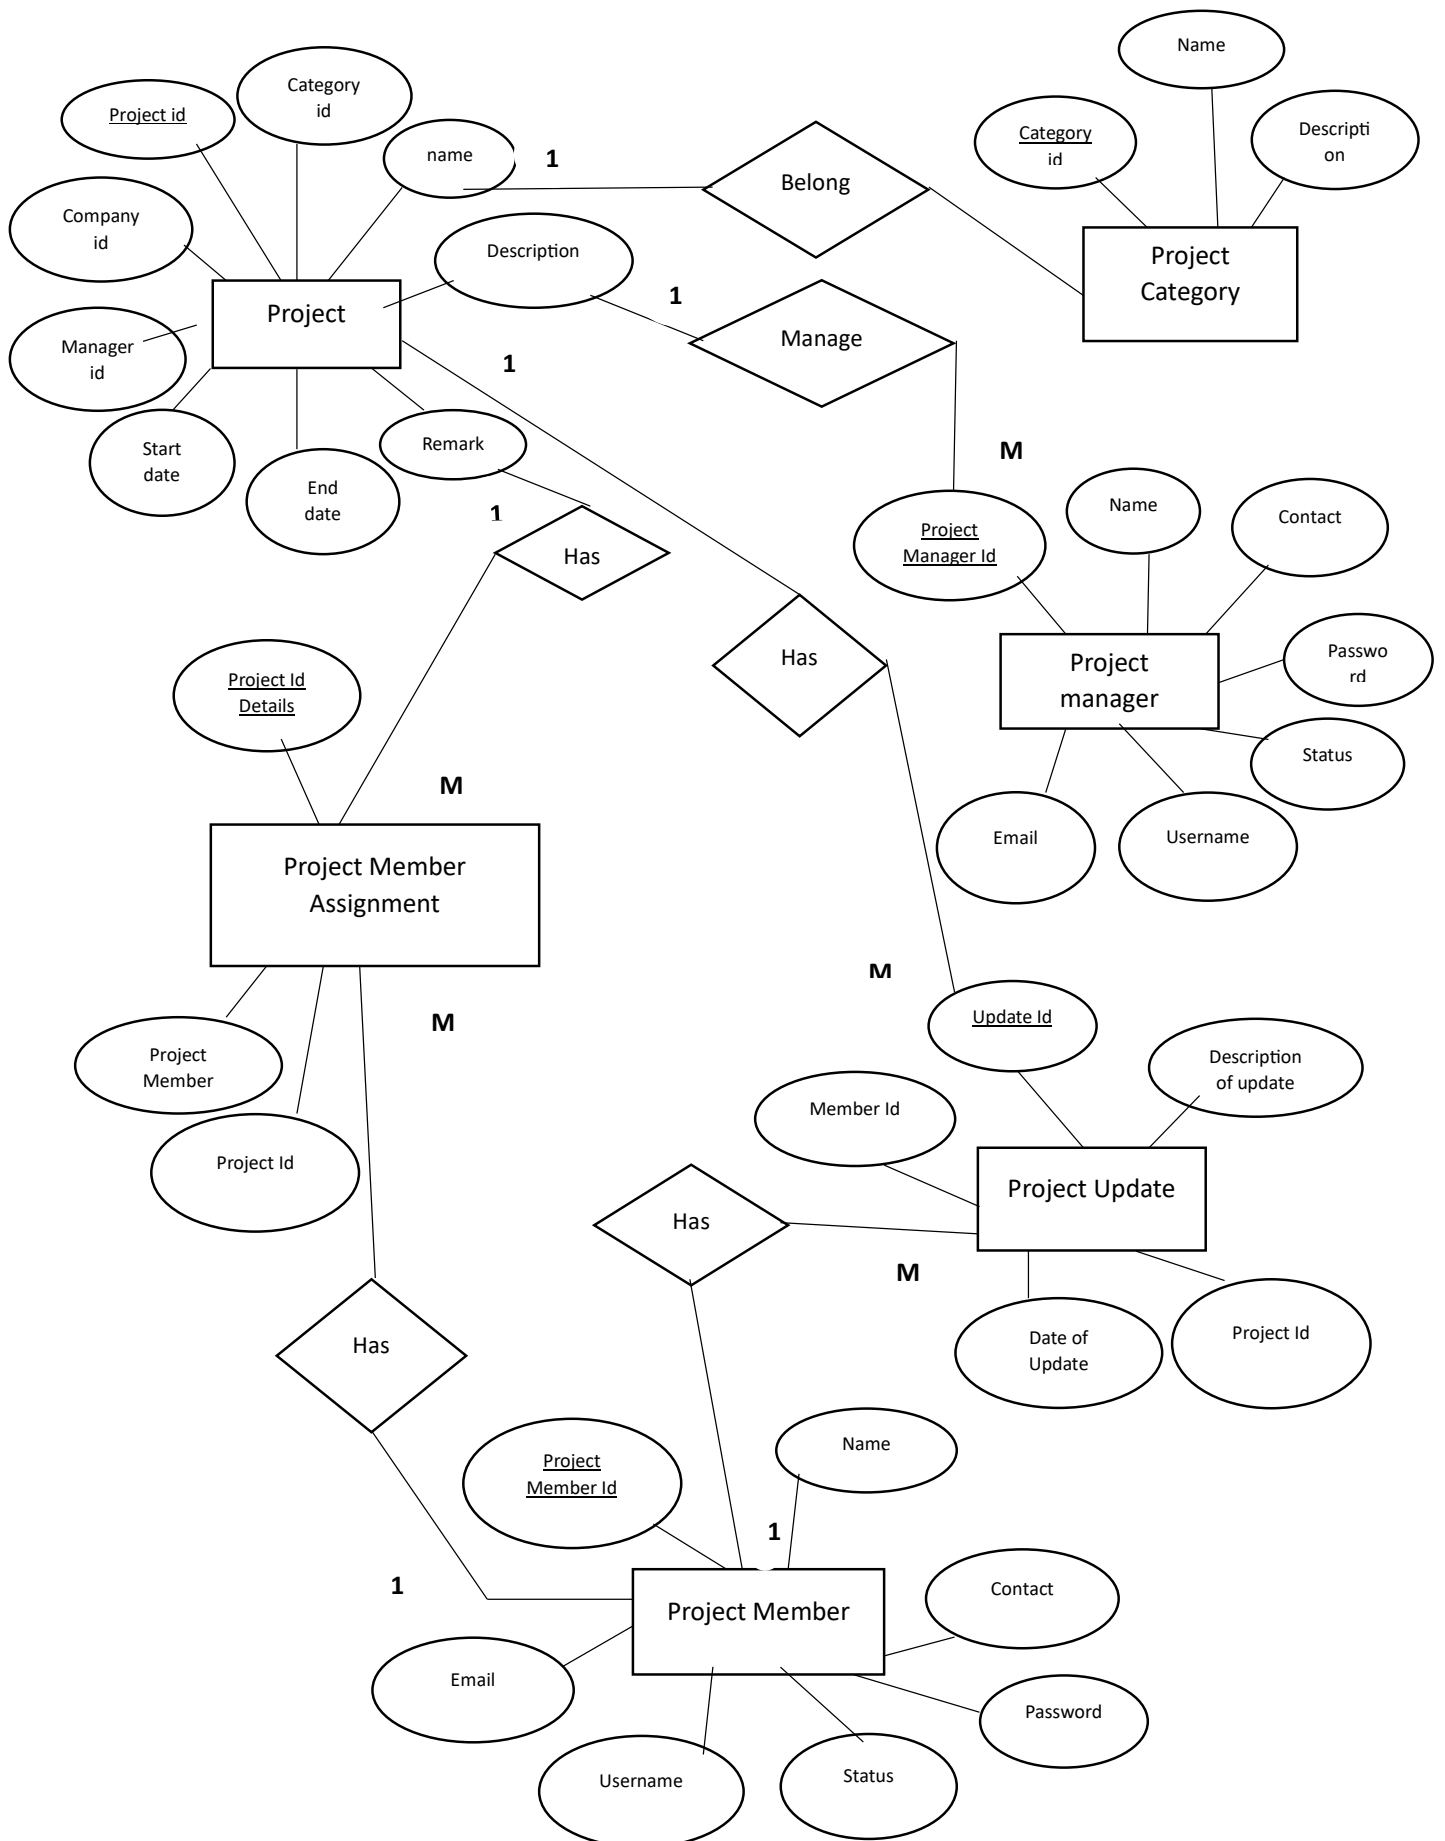 Name
Category
id
Project id
Category
id
Descripti
on
name
1
Belong
Company
id
Description
Project
Category
1
Project
Manage
Manager
id
1
Start
date
Remark
M
End
date
1
Name
Contact
Project
Manager Id
Has
Has
Project
manager
Passwo
rd
Project Id
Details
Status
M
Email
Username
Project Member
Assignment
M
M
Update Id
Project
Member
Description
of update
Member Id
Project Id
Project Update
Has
M
Has
Date of
Update
Project Id
Project
Member Id
Name
1
1
Project Member
Contact
Email
Password
Username
Status